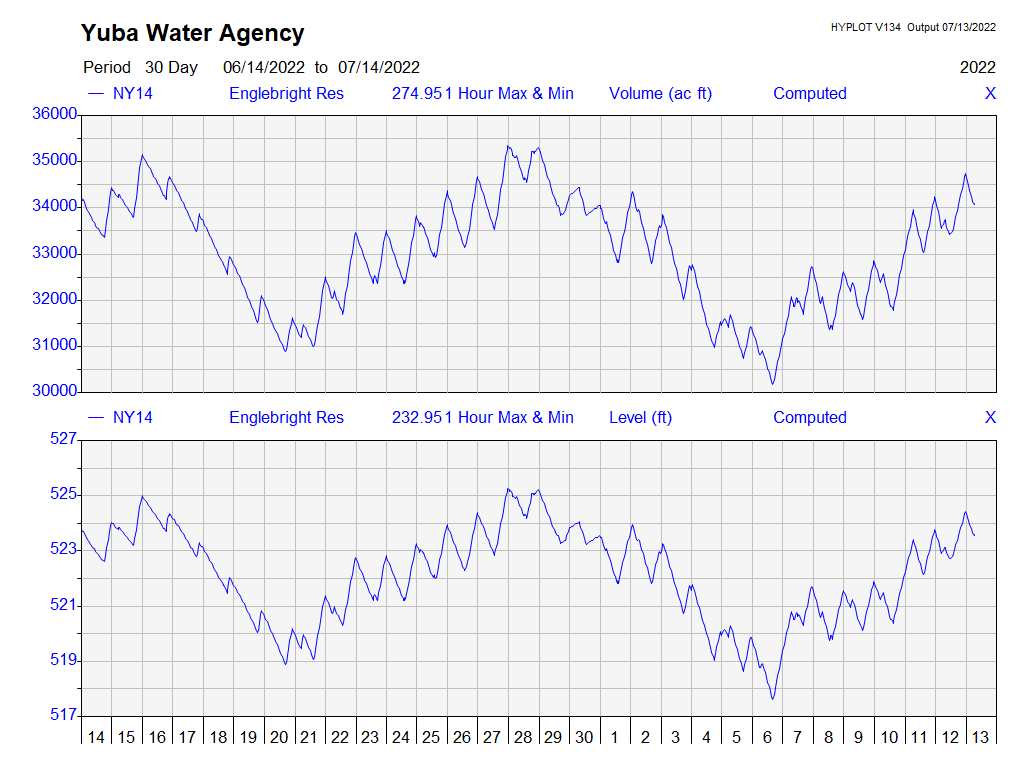 Yuba Water Agency
HYPLOT V134 Output 07/13/2022
Period 30 Day 06/14/2022 to 07/14/2022
2022
NY14 Englebright Res 274.951 Hour Max & Min Volume (ac ft) Computed X
36000
35000
34000
33000
32000
31000
30000
NY14 Englebright Res 232.951 Hour Max & Min Level (ft) Computed X
527
525
523
521
519
517
14 15 16 17 18 19 20 21 22 23 24 25 26 27 28 29 30 1 2 3 4 5 6 7 8 9 10 11 12 13